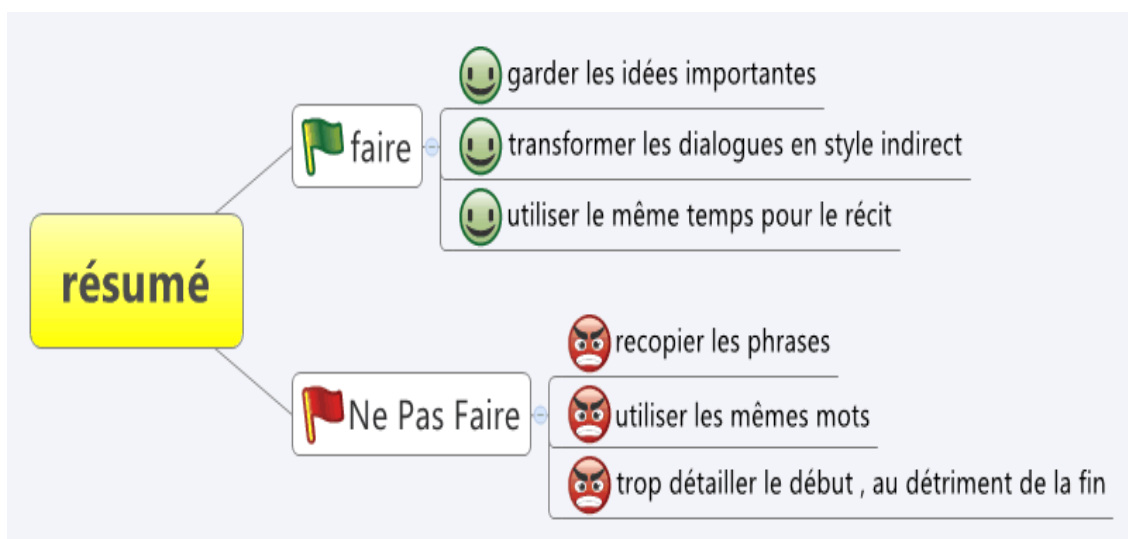 résumé
faire
garder les idées importantes
transformer les dialogues en style indirect
utiliser le même temps pour le récit
Ne Pas Faire
recopier les phrases
utiliser les mêmes mots
trop détailler le début , au détriment de la fin